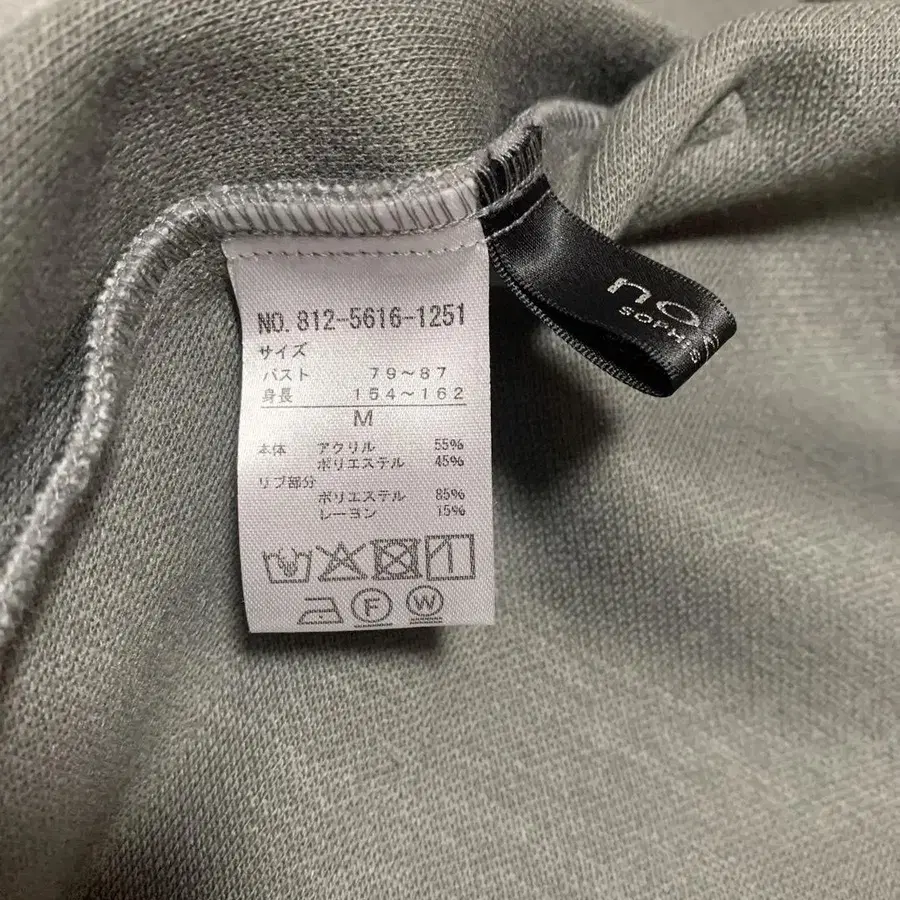 NO. 812-5616-1251
サイズ
バスト 79〜87
身長 154〜162
M
本体 アクリル 55%
ポリエステル 45%
リブ部分
ポリエステル 85%
レーヨン 15%
F
W
no
SOPH